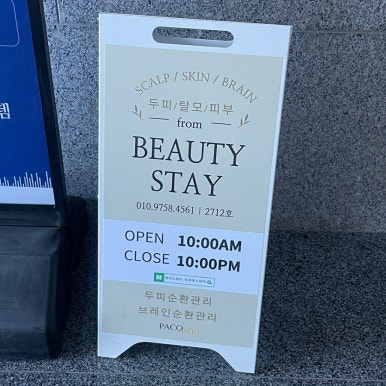 SCALP / SKIN / BRAIN
두피/탈모/피부
from
BEAUTY
STAY
010.9758.4561 | 2712호
OPEN 10:00AM
CLOSE 10:00PM
N
두피순환관리
브레인순환관리
PACO
템